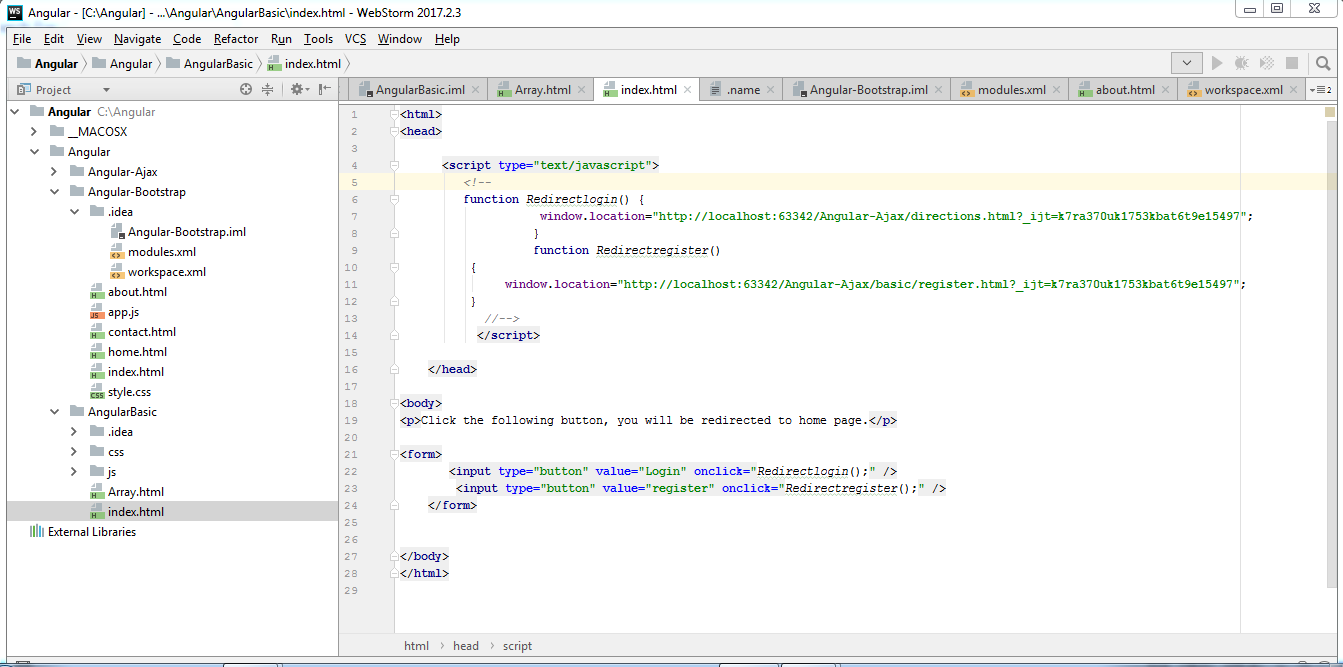 WS Angular - [C:\Angular] - ...\Angular\AngularBasic\index.html - WebStorm 2017.2.3
File Edit View Navigate Code Refactor Run Tools VCS Window Help
Angular Angular AngularBasic index.html
Project
AngularBasic.iml Array.html index.html .name Angular-Bootstrap.iml modules.xml about.html workspace.xml 2
Angular C:\Angular
__MACOSX
Angular
Angular-Ajax
Angular-Bootstrap
.idea
Angular-Bootstrap.iml
modules.xml
workspace.xml
about.html
app.js
contact.html
home.html
index.html
style.css
AngularBasic
.idea
css
js
Array.html
index.html
External Libraries
1 <html>
2 <head>
3
4 <script type="text/javascript">
5 <!--
6 function Redirectlogin() {
7 window.location="http://localhost:63342/Angular-Ajax/directions.html?_ijt=k7ra370uk1753kbat6t9e15497";
8 }
9 function Redirectregister()
10 {
11 window.location="http://localhost:63342/Angular-Ajax/basic/register.html?_ijt=k7ra370uk1753kbat6t9e15497";
12 }
13 //-->
14 </script>
15
16 </head>
17
18 <body>
19 <p>Click the following button, you will be redirected to home page.</p>
20
21 <form>
22 <input type="button" value="Login" onclick="Redirectlogin();" />
23 <input type="button" value="register" onclick="Redirectregister();" />
24 </form>
25
26
27 </body>
28 </html>
29
html head script